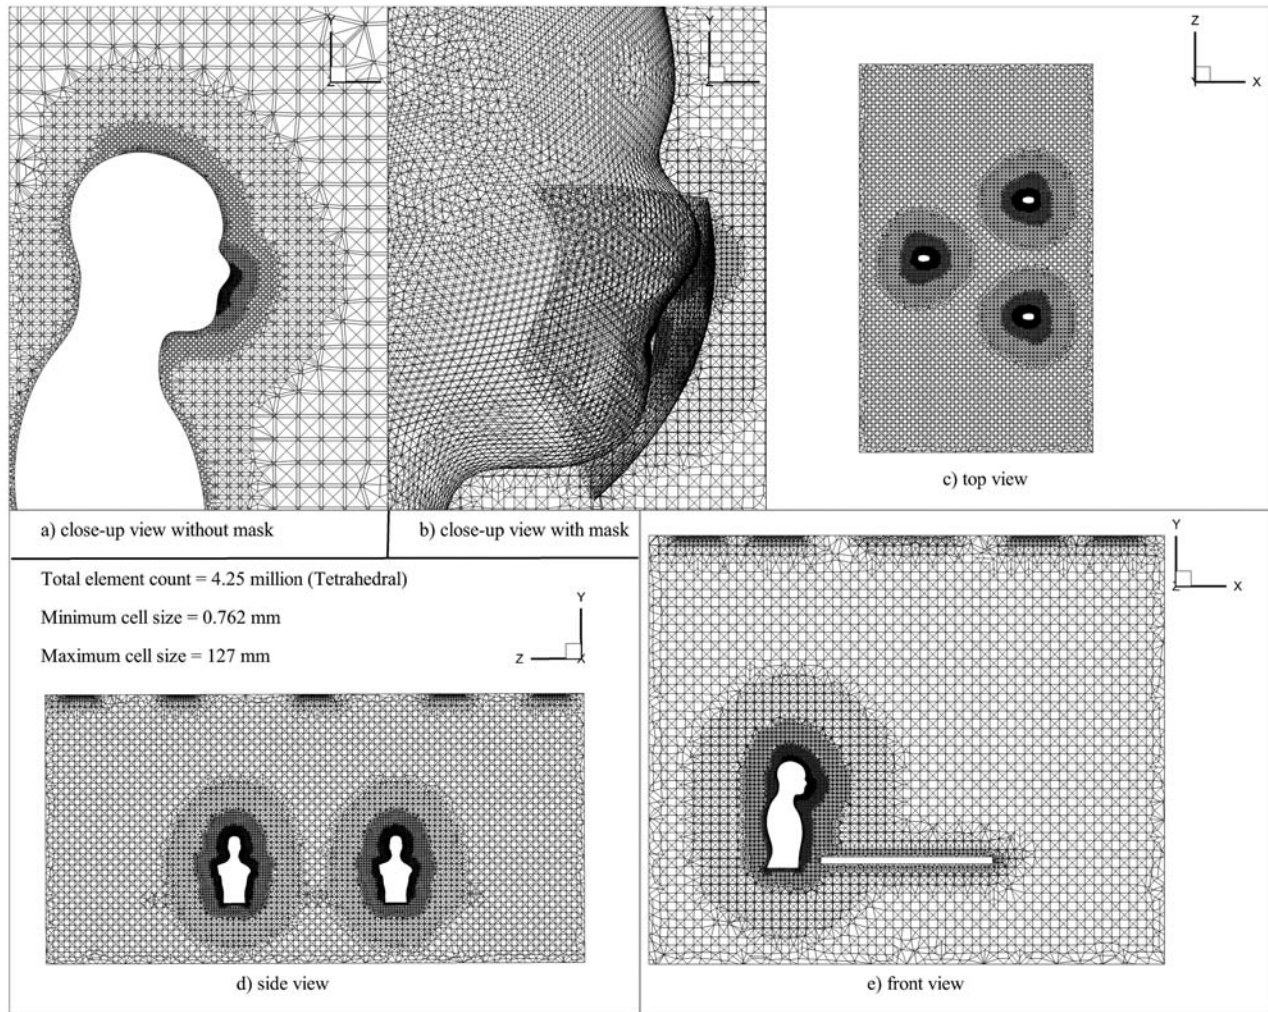 Y
Z
Y
Z
Z
Y
X
c) top view
a) close-up view without mask
b) close-up view with mask
Total element count = 4.25 million (Tetrahedral)
Minimum cell size = 0.762 mm
Maximum cell size = 127 mm
Y
Z
X
d) side view
Y
Z
X
e) front view